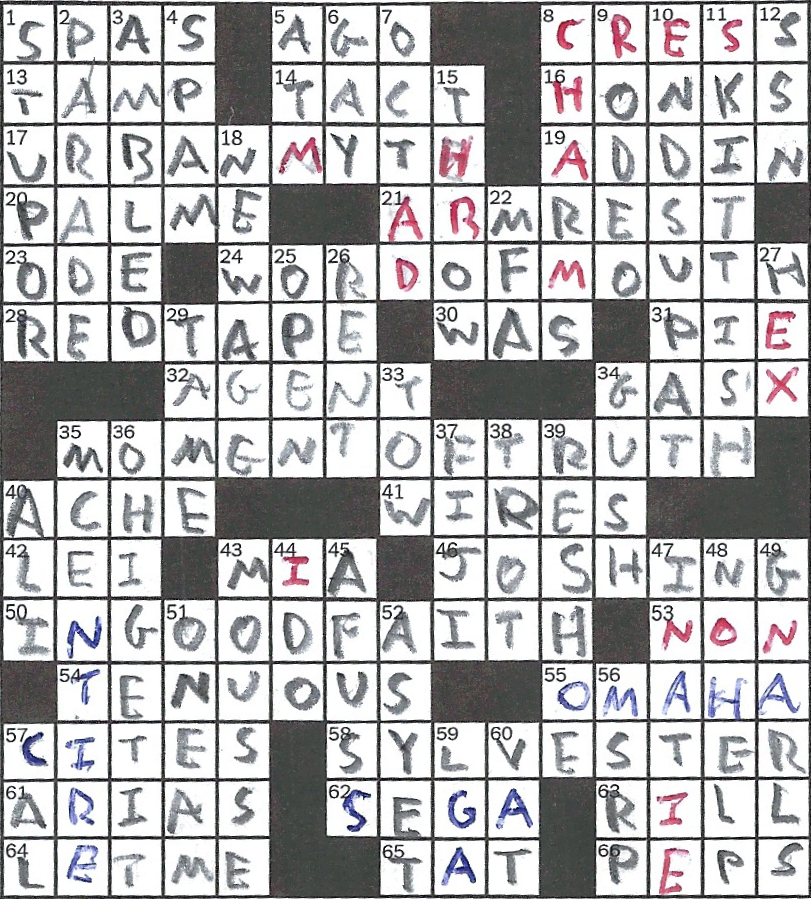 1 2 3 4 5 6 7 8 9 10 11 12
S P A S A G O C R E S S
13 14 15 16
T A M P T A C T H O N K S
17 18 19
U R B A N M Y T H A D D I N
20 21 22
P A L M E A R M R E S T
23 24 25 26 27
O D E W O R D O F M O U T H
28 29 30 31
R E D T A P E W A S P I E
32 33 34
A G E N T G A S X
35 36 37 38 39
M O M E N T O F T R U T H
40 41
A C H E W I R E S
42 43 44 45 46 47 48 49
L E I M I A J O S H I N G
50 51 52 53
I N G O O D F A I T H N O N
54 55 56
T E N U O U S O M A H A
57 58 59 60
C I T E S S Y L V E S T E R
61 62 63
A R I A S S E G A R I L L
64 65 66
L E T M E T A T P E P S